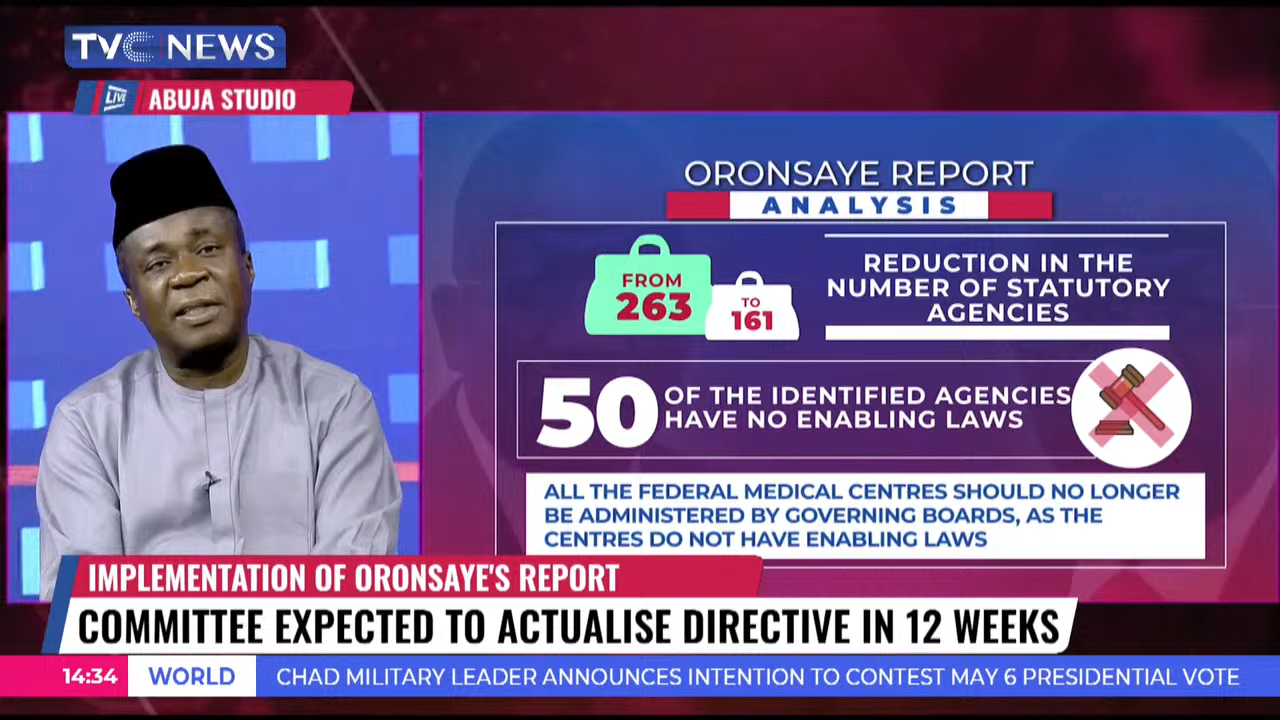 TVC NEWS
LIVE ABUJA STUDIO
ORONSAYE REPORT
ANALYSIS
FROM
263
TO
161
REDUCTION IN THE
NUMBER OF STATUTORY
AGENCIES
50 OF THE IDENTIFIED AGENCIES
HAVE NO ENABLING LAWS
ALL THE FEDERAL MEDICAL CENTRES SHOULD NO LONGER
BE ADMINISTERED BY GOVERNING BOARDS, AS THE
CENTRES DO NOT HAVE ENABLING LAWS
IMPLEMENTATION OF ORONSAYE'S REPORT
COMMITTEE EXPECTED TO ACTUALISE DIRECTIVE IN 12 WEEKS
14:34 WORLD CHAD MILITARY LEADER ANNOUNCES INTENTION TO CONTEST MAY 6 PRESIDENTIAL VOTE